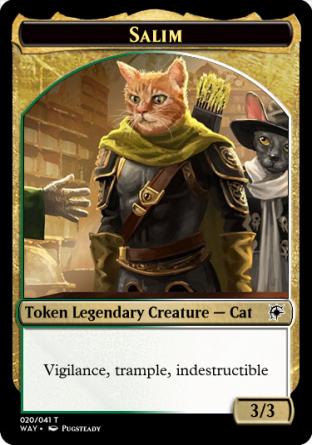 Salim
Token Legendary Creature — Cat
Vigilance, trample, indestructible
3/3
020/041 T
WAY • Pugsteady